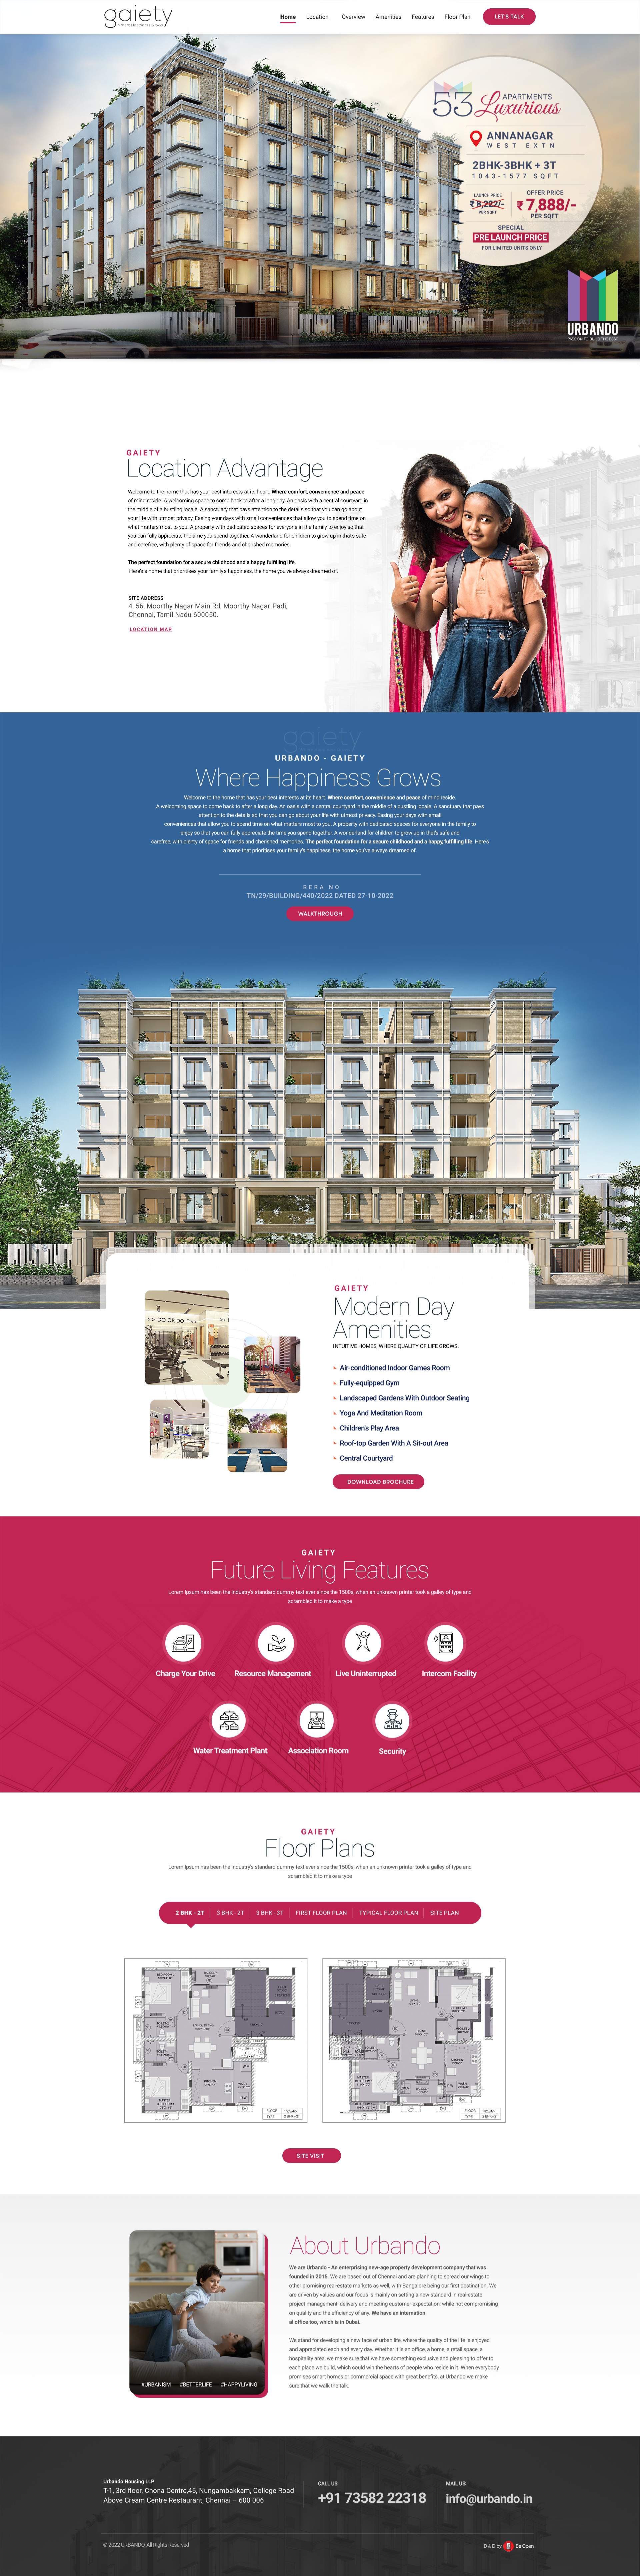 gaiety
Where Happiness Grows
Home Location Overview Amenities Features Floor Plan LET'S TALK
53 APARTMENTS
Luxurious
ANNANAGAR
WEST EXTN
2BHK-3BHK + 3T
1043-1577 SQFT
LAUNCH PRICE
₹ 8,222/-
PER SQFT
OFFER PRICE
₹ 7,888/-
PER SQFT
SPECIAL
PRE LAUNCH PRICE
FOR LIMITED UNITS ONLY
URBANDO
PASSION TO BUILD THE BEST
GAIETY
Location Advantage
Welcome to the home that has your best interests at its heart. Where comfort, convenience and peace
of mind reside. A welcoming space to come back to after a long day. An oasis with a central courtyard in
the middle of a bustling locale. A sanctuary that pays attention to the details so that you can go about
your life with utmost privacy. Easing your days with small conveniences that allow you to spend time on
what matters most to you. A property with dedicated spaces for everyone in the family to enjoy so that
you can fully appreciate the time you spend together. A wonderland for children to grow up in that's safe
and carefree, with plenty of space for friends and cherished memories.
The perfect foundation for a secure childhood and a happy, fulfilling life.
Here's a home that prioritises your family's happiness, the home you've always dreamed of.
SITE ADDRESS
4, 56, Moorthy Nagar Main Rd, Moorthy Nagar, Padi,
Chennai, Tamil Nadu 600050.
LOCATION MAP
gaiety
URBANDO - GAIETY
Where Happiness Grows
Welcome to the home that has your best interests at its heart. Where comfort, convenience and peace of mind reside.
A welcoming space to come back to after a long day. An oasis with a central courtyard in the middle of a bustling locale. A sanctuary that pays
attention to the details so that you can go about your life with utmost privacy. Easing your days with small
conveniences that allow you to spend time on what matters most to you. A property with dedicated spaces for everyone in the family to
enjoy so that you can fully appreciate the time you spend together. A wonderland for children to grow up in that's safe and
carefree, with plenty of space for friends and cherished memories. The perfect foundation for a secure childhood and a happy, fulfilling life. Here's
a home that prioritises your family's happiness, the home you've always dreamed of.
RERA NO
TN/29/BUILDING/440/2022 DATED 27-10-2022
WALKTHROUGH
>> DO OR DO IT <<
GAIETY
Modern Day
Amenities
INTUITIVE HOMES, WHERE QUALITY OF LIFE GROWS.
Air-conditioned Indoor Games Room
Fully-equipped Gym
Landscaped Gardens With Outdoor Seating
Yoga And Meditation Room
Children's Play Area
Roof-top Garden With A Sit-out Area
Central Courtyard
DOWNLOAD BROCHURE
GAIETY
Future Living Features
Lorem Ipsum has been the industry's standard dummy text ever since the 1500s, when an unknown printer took a galley of type and
scrambled it to make a type
Charge Your Drive Resource Management Live Uninterrupted Intercom Facility
Water Treatment Plant Association Room Security
GAIETY
Floor Plans
Lorem Ipsum has been the industry's standard dummy text ever since the 1500s, when an unknown printer took a galley of type and
scrambled it to make a type
2 BHK - 2T 3 BHK - 2T 3 BHK - 3T FIRST FLOOR PLAN TYPICAL FLOOR PLAN SITE PLAN
SITE VISIT
About Urbando
We are Urbando - An enterprising new-age property development company that was
founded in 2015. We are based out of Chennai and are planning to spread our wings to
other promising real-estate markets as well, with Bangalore being our first destination. We
are driven by values and our focus is mainly on setting a new standard in real-estate
project management, delivery and meeting customer expectation; while not compromising
on quality and the efficiency of any. We have an internation
al office too, which is in Dubai.
We stand for developing a new face of urban life, where the quality of the life is enjoyed
and appreciated each and every day. Whether it is an office, a home, a retail space, a
hospitality area, we make sure that we have something exclusive and pleasing to offer to
each place we build, which could win the hearts of people who reside in it. When everybody
promises smart homes or commercial space with great benefits, at Urbando we make
sure that we walk the talk.
#URBANISM #BETTERLIFE #HAPPYLIVING
Urbando Housing LLP
T-1, 3rd floor, Chona Centre,45, Nungambakkam, College Road
Above Cream Centre Restaurant, Chennai – 600 006
CALL US
+91 73582 22318
MAIL US
info@urbando.in
© 2022 URBANDO, All Rights Reserved
D & D by Be Open